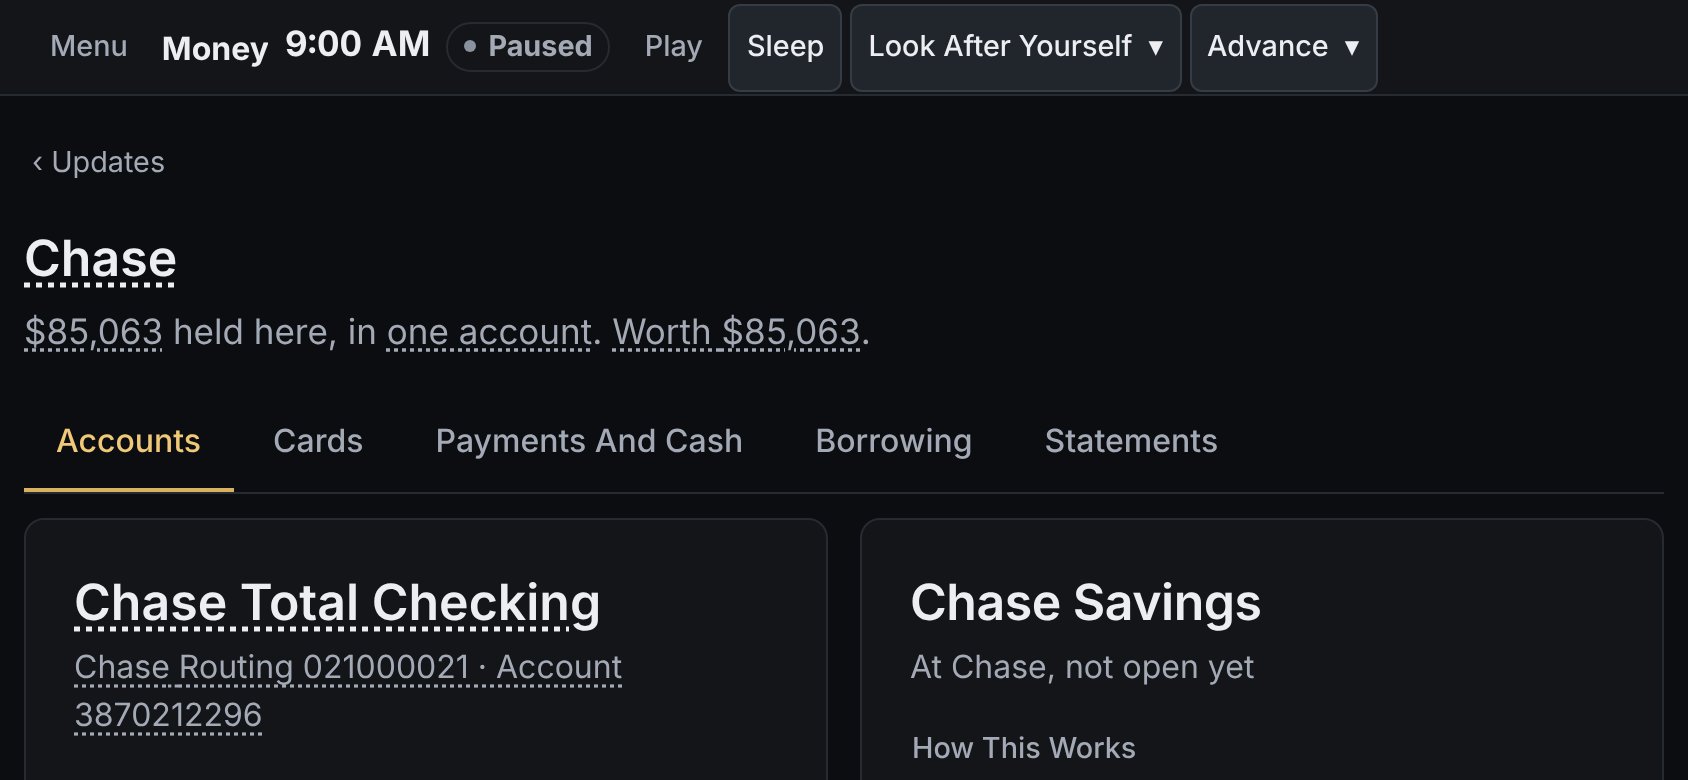 Menu Money 9:00 AM Paused Play Sleep Look After Yourself ▼ Advance ▼
‹ Updates
Chase
$85,063 held here, in one account. Worth $85,063.
Accounts Cards Payments And Cash Borrowing Statements
Chase Total Checking
Chase Routing 021000021 · Account
3870212296
Chase Savings
At Chase, not open yet
How This Works